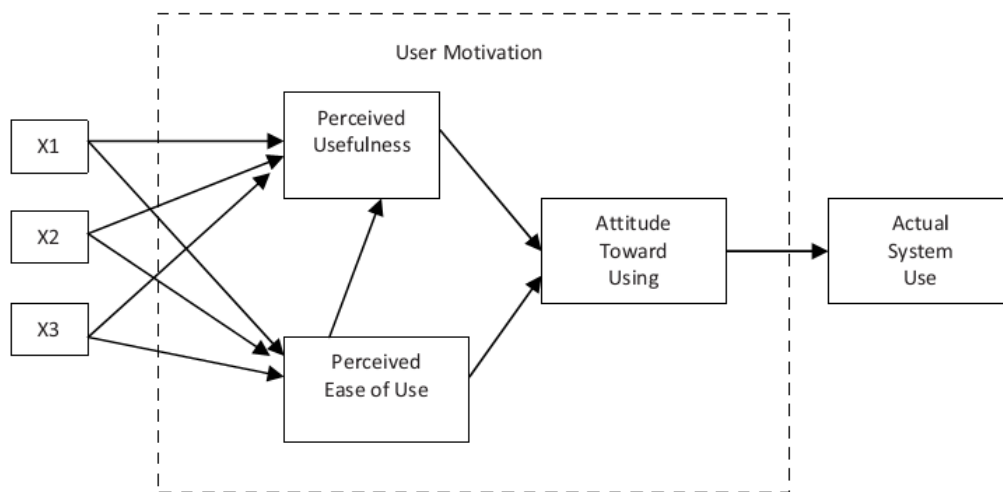 User Motivation
X1
X2
X3
Perceived
Usefulness
Perceived
Ease of Use
Attitude
Toward
Using
Actual
System
Use